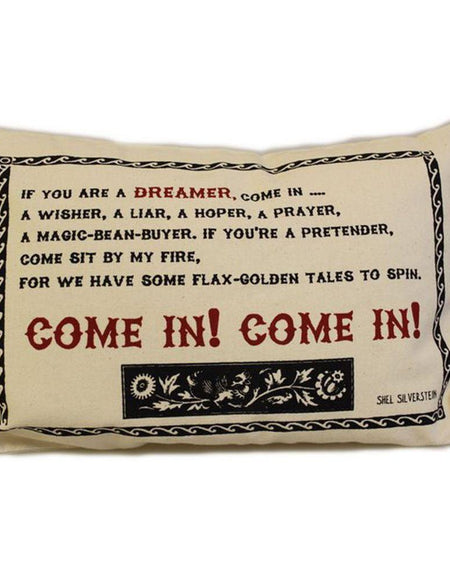 IF YOU ARE A DREAMER, COME IN ....
A WISHER, A LIAR, A HOPER, A PRAYER,
A MAGIC-BEAN-BUYER. IF YOU'RE A PRETENDER,
COME SIT BY MY FIRE,
FOR WE HAVE SOME FLAX-GOLDEN TALES TO SPIN.
COME IN! COME IN!
SHEL SILVERSTEIN